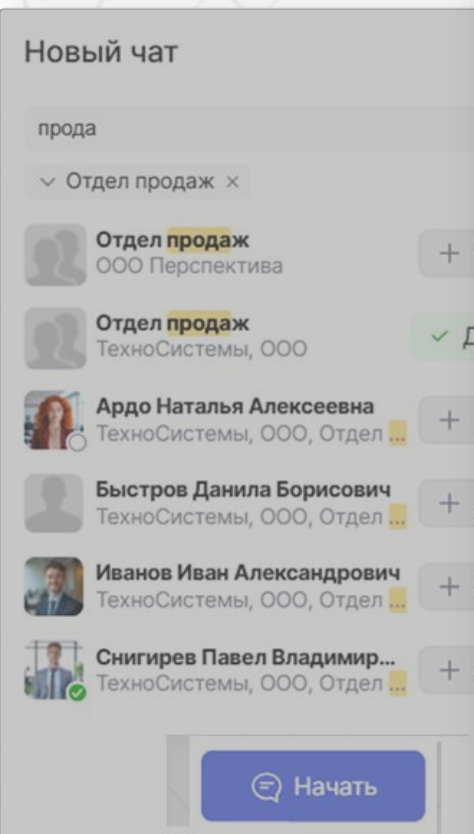 Новый чат
прода
Отдел продаж ×
Отдел продаж
ООО Перспектива
Отдел продаж
ТехноСистемы, ООО
Д
Ардо Наталья Алексеевна
ТехноСистемы, ООО, Отдел ...
Быстров Данила Борисович
ТехноСистемы, ООО, Отдел ...
Иванов Иван Александрович
ТехноСистемы, ООО, Отдел ...
Снигирев Павел Владимир...
ТехноСистемы, ООО, Отдел ...
Начать